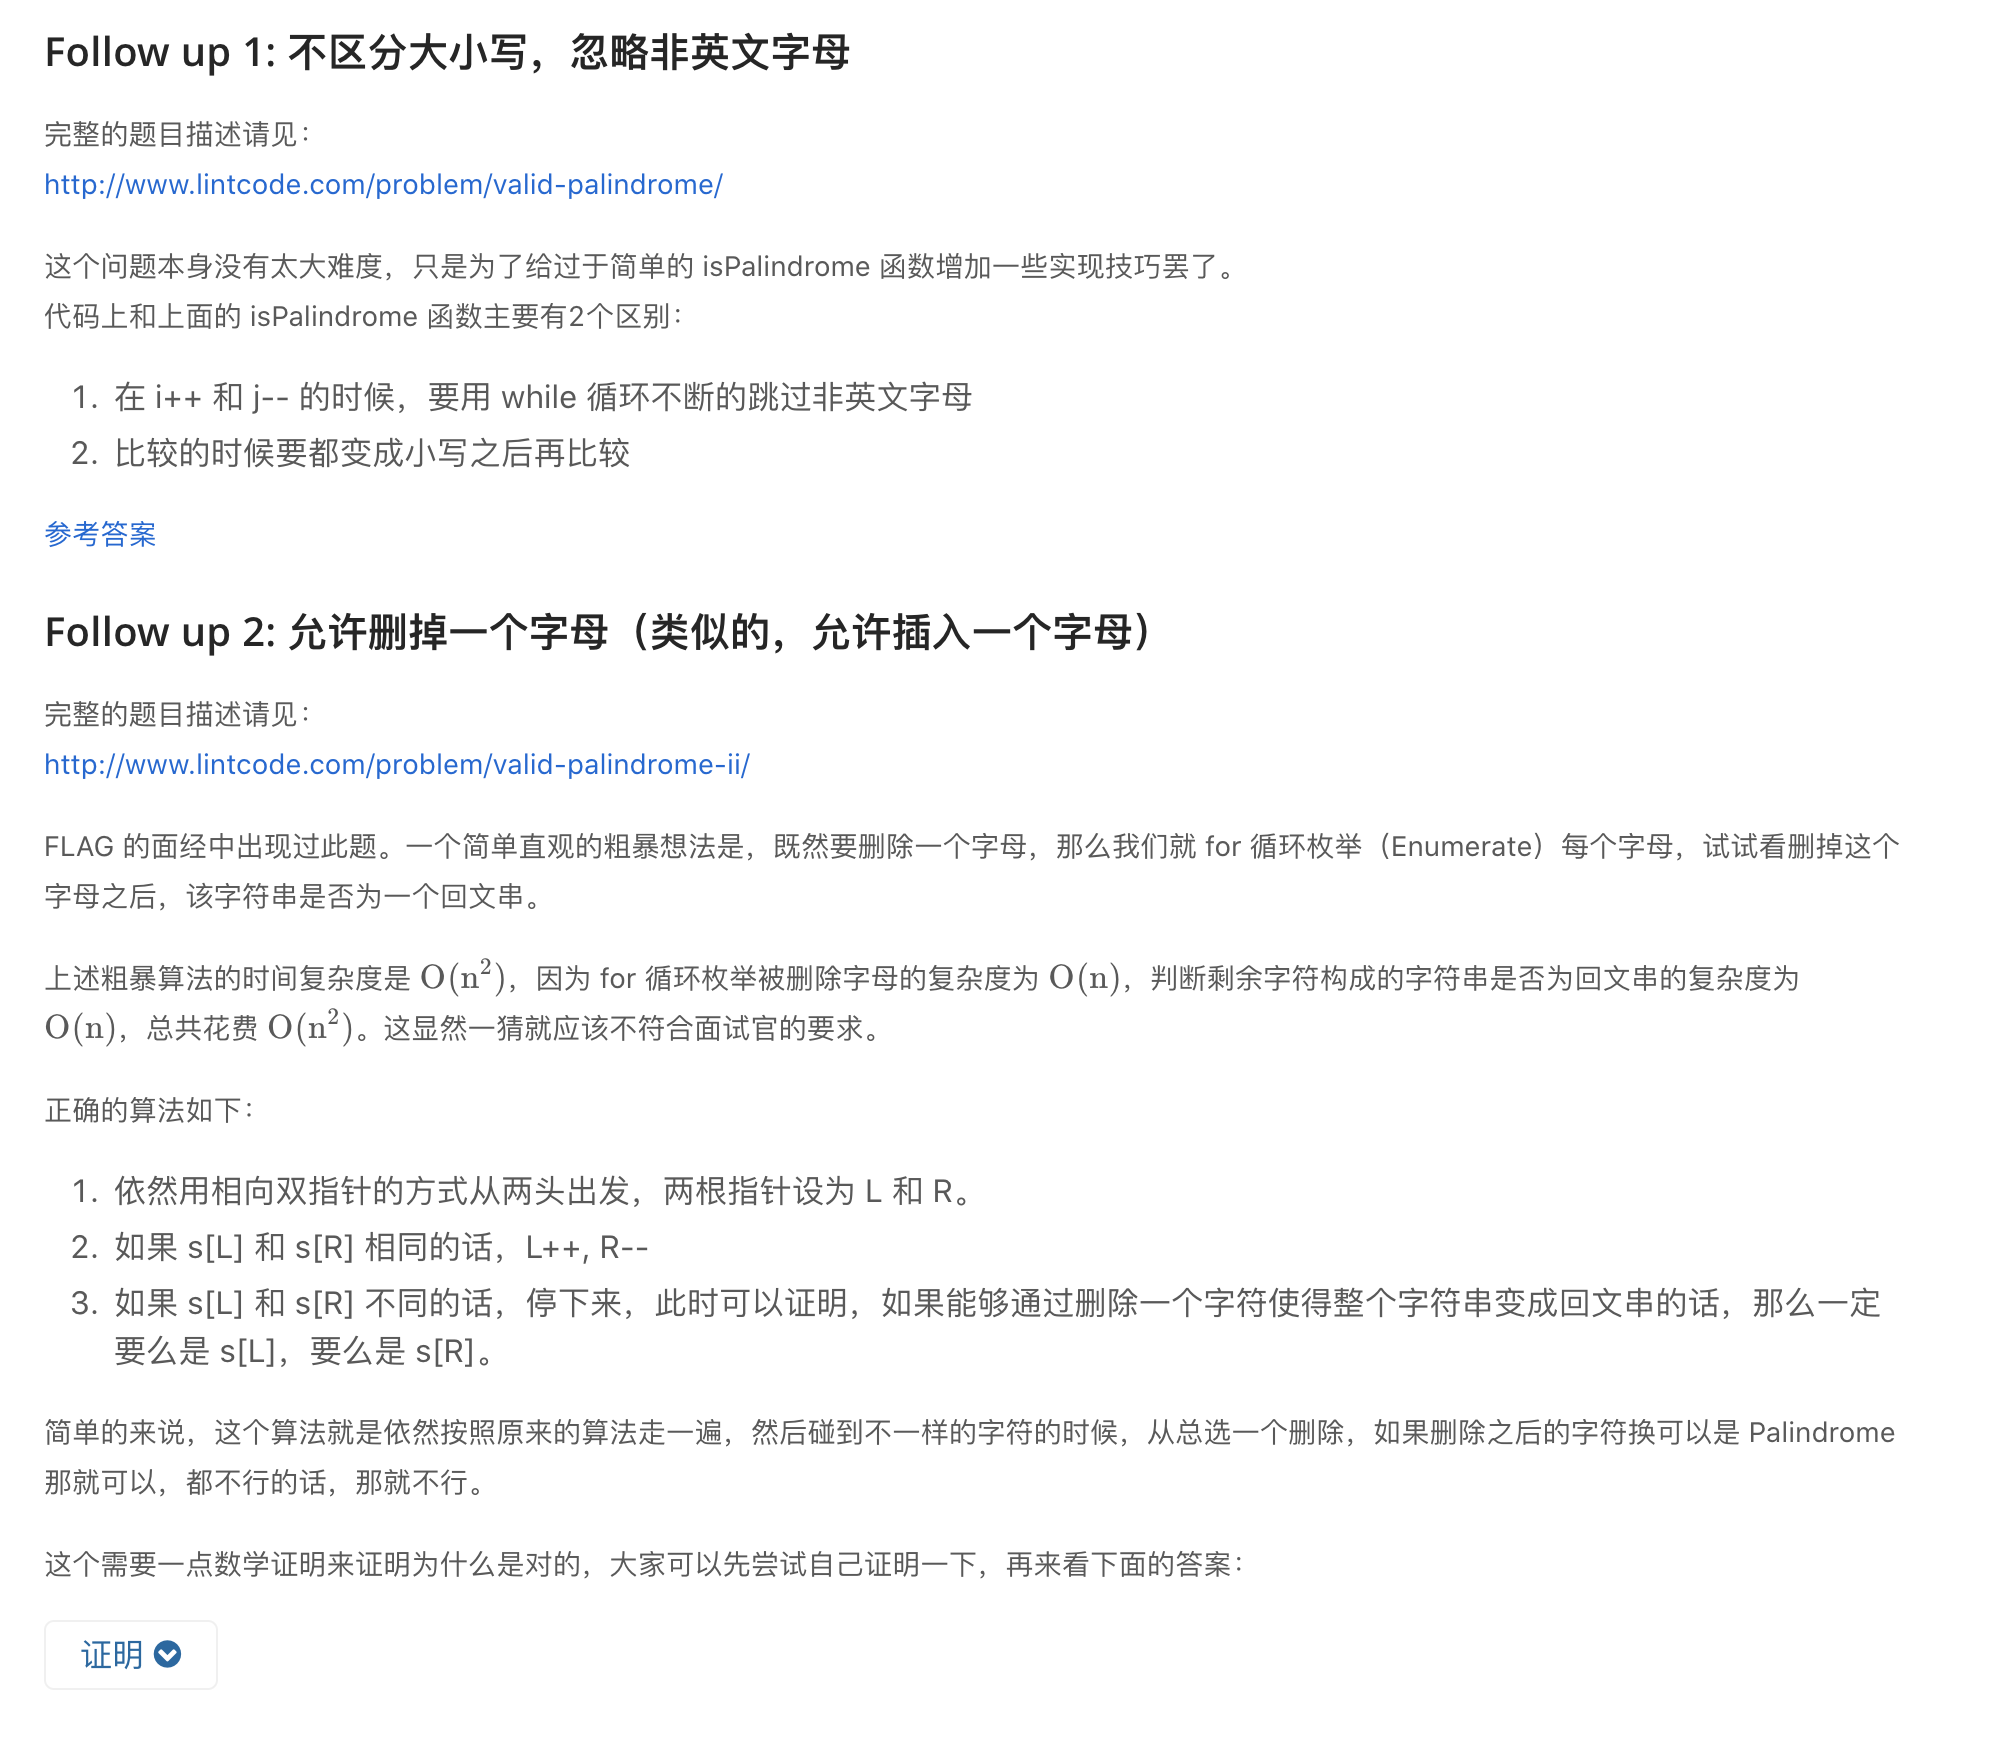 Follow up 1: 不区分大小写，忽略非英文字母
完整的题目描述请见：
http://www.lintcode.com/problem/valid-palindrome/
这个问题本身没有太大难度，只是为了给过于简单的 isPalindrome 函数增加一些实现技巧罢了。
代码上和上面的 isPalindrome 函数主要有2个区别：
1. 在 i++ 和 j-- 的时候，要用 while 循环不断的跳过非英文字母
2. 比较的时候要都变成小写之后再比较
参考答案
Follow up 2: 允许删掉一个字母（类似的，允许插入一个字母）
完整的题目描述请见：
http://www.lintcode.com/problem/valid-palindrome-ii/
FLAG 的面经中出现过此题。一个简单直观的粗暴想法是，既然要删除一个字母，那么我们就 for 循环枚举（Enumerate）每个字母，试试看删掉这个
字母之后，该字符串是否为一个回文串。
上述粗暴算法的时间复杂度是 O(n²)，因为 for 循环枚举被删除字母的复杂度为 O(n)，判断剩余字符构成的字符串是否为回文串的复杂度为
O(n)，总共花费 O(n²)。这显然一猜就应该不符合面试官的要求。
正确的算法如下：
1. 依然用相向双指针的方式从两头出发，两根指针设为 L 和 R。
2. 如果 s[L] 和 s[R] 相同的话，L++, R--
3. 如果 s[L] 和 s[R] 不同的话，停下来，此时可以证明，如果能够通过删除一个字符使得整个字符串变成回文串的话，那么一定
要么是 s[L]，要么是 s[R]。
简单的来说，这个算法就是依然按照原来的算法走一遍，然后碰到不一样的字符的时候，从总选一个删除，如果删除之后的字符换可以是 Palindrome
那就可以，都不行的话，那就不行。
这个需要一点数学证明来证明为什么是对的，大家可以先尝试自己证明一下，再来看下面的答案：
证明